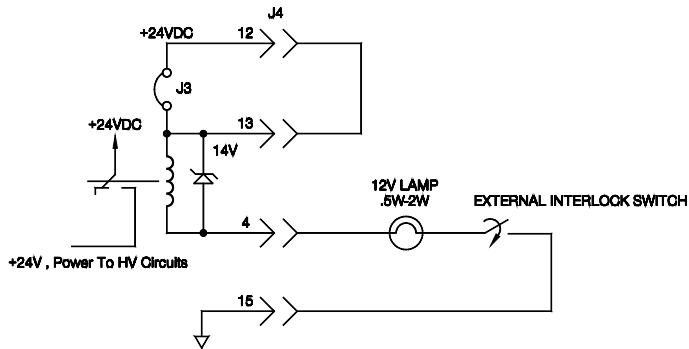 J4
+24VDC
12
J3
+24VDC
13
14V
12V LAMP
.5W-2W
EXTERNAL INTERLOCK SWITCH
4
+24V , Power To HV Circuits
15